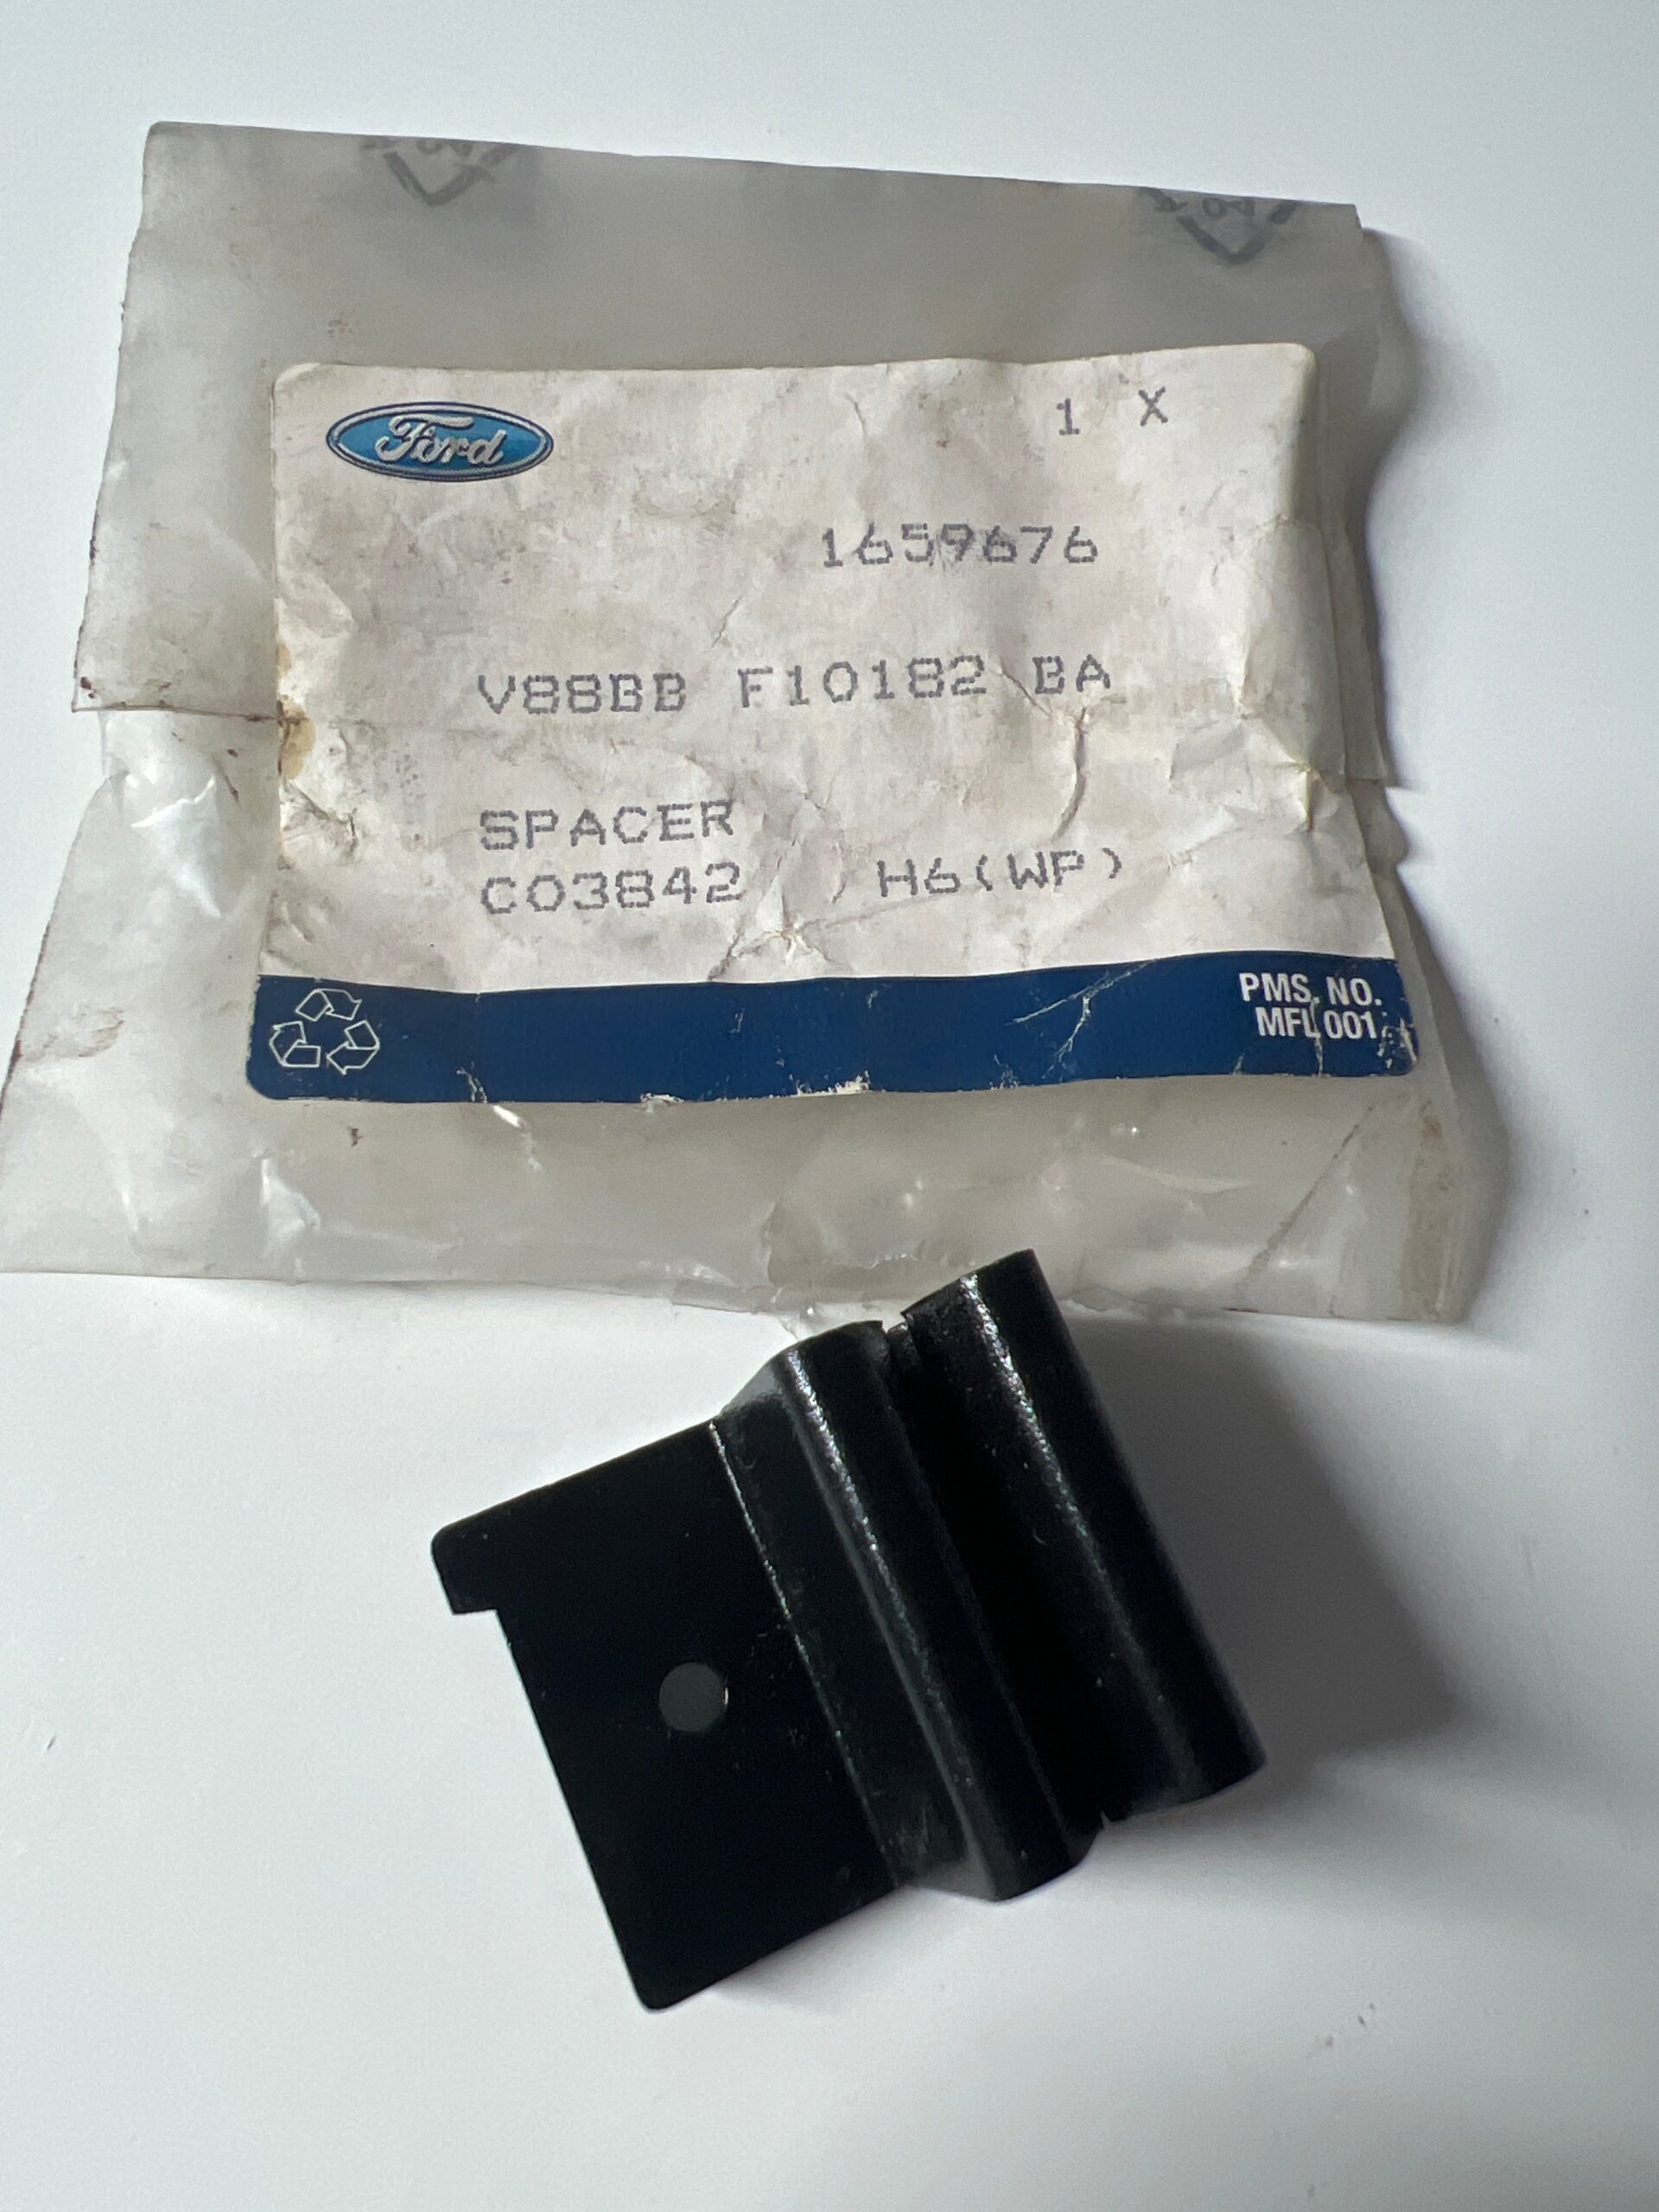 Ford
1 X
1659676
V88BB F10182 BA
SPACER
C03842 H6(WP)
PMS. NO.
MFL 001